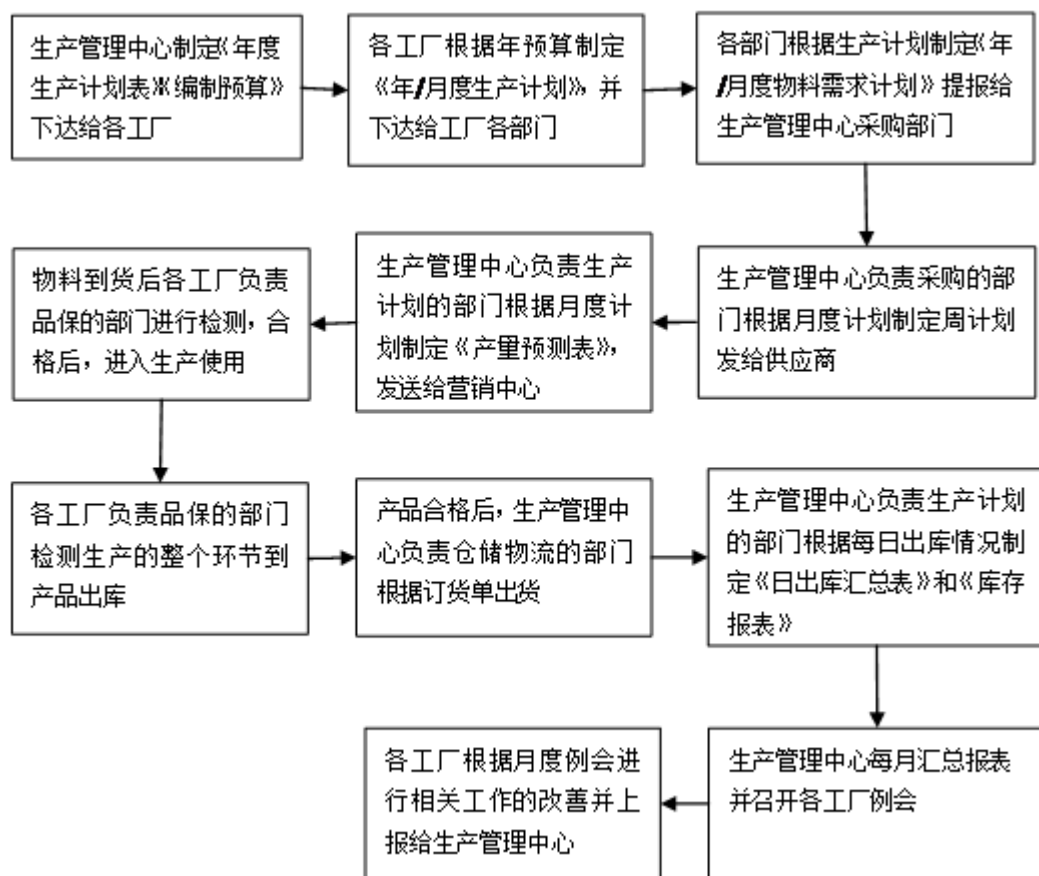 生产管理中心制定《年度
生产计划表》《编制预算》
下达给各工厂
各工厂根据年预算制定
《年/月度生产计划》，并
下达给工厂各部门
各部门根据生产计划制定《年
/月度物料需求计划》提报给
生产管理中心采购部门
生产管理中心负责采购的部
门根据月度计划制定周计划
发给供应商
生产管理中心负责生产
计划的部门根据月度计
划制定《产量预测表》，
发送给营销中心
物料到货后各工厂负责
品保的部门进行检测，合
格后，进入生产使用
各工厂负责品保的部门
检测生产的整个环节到
产品出库
产品合格后，生产管理中
心负责仓储物流的部门
根据订货单出货
生产管理中心负责生产计划
的部门根据每日出库情况制
定《日出库汇总表》和《库存
报表》
生产管理中心每月汇总报表
并召开各工厂例会
各工厂根据月度例会进
行相关工作的改善并上
报给生产管理中心